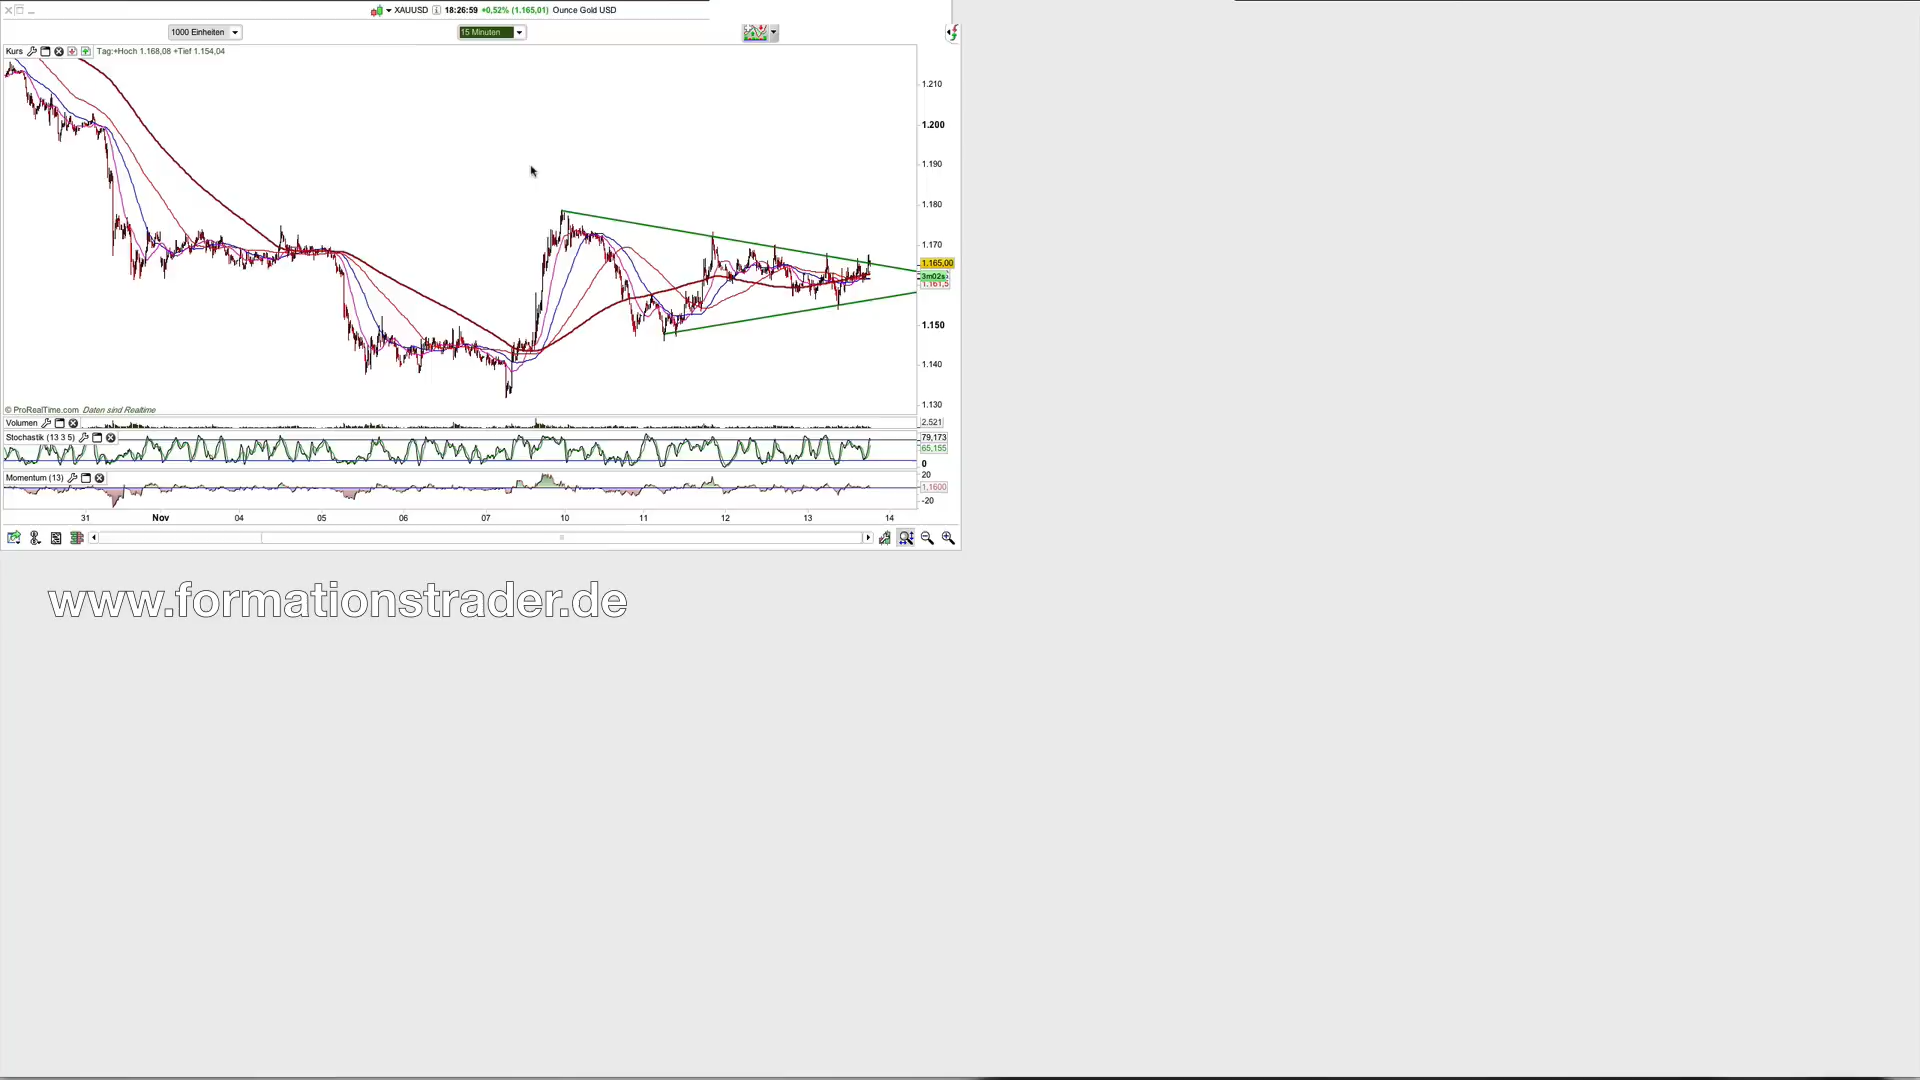 XAUUSD 18:26:59 +0,52% (1.165,01) Ounce Gold USD
1000 Einheiten 15 Minuten
Kurs Tag:+Hoch 1.168,08 +Tief 1.154,04
1.210
1.200
1.190
1.180
1.170
1.165,00
3m02s
1.161,5
1.150
1.140
1.130
© ProRealTime.com Daten sind Realtime
Volumen 2.521
Stochastik (13 3 5) 79,173
65,155
0
Momentum (13) 20
1,1600
-20
31 Nov 04 05 06 07 10 11 12 13 14
www.formationstrader.de